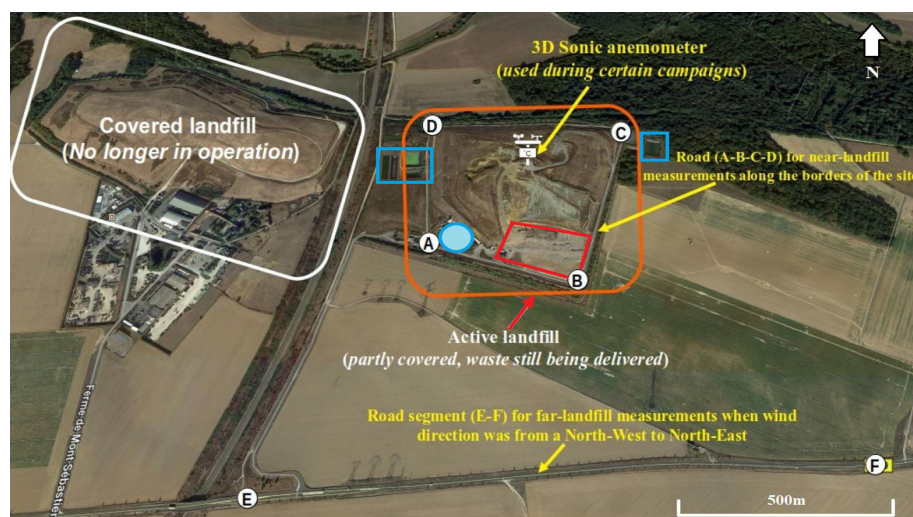 3D Sonic anemometer
(used during certain campaigns)
N
Covered landfill
(No longer in operation)
D
C
°C
Road (A-B-C-D) for near-landfill
measurements along the borders of the site
A
B
Active landfill
(partly covered, waste still being delivered)
Ferme de Mont-Sébastien
Road segment (E-F) for far-landfill measurements when wind
direction was from a North-West to North-East
F
E
500m